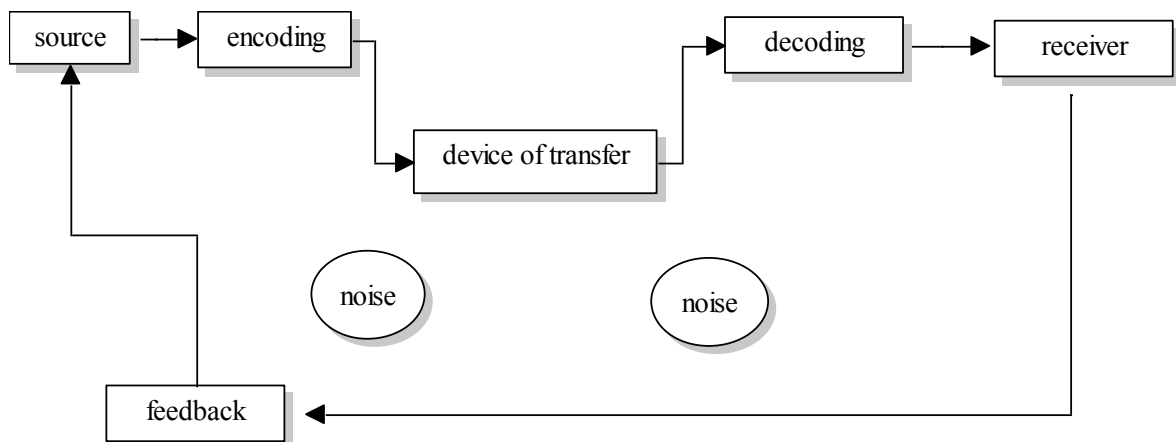 source
encoding
decoding
receiver
device of transfer
noise
noise
feedback